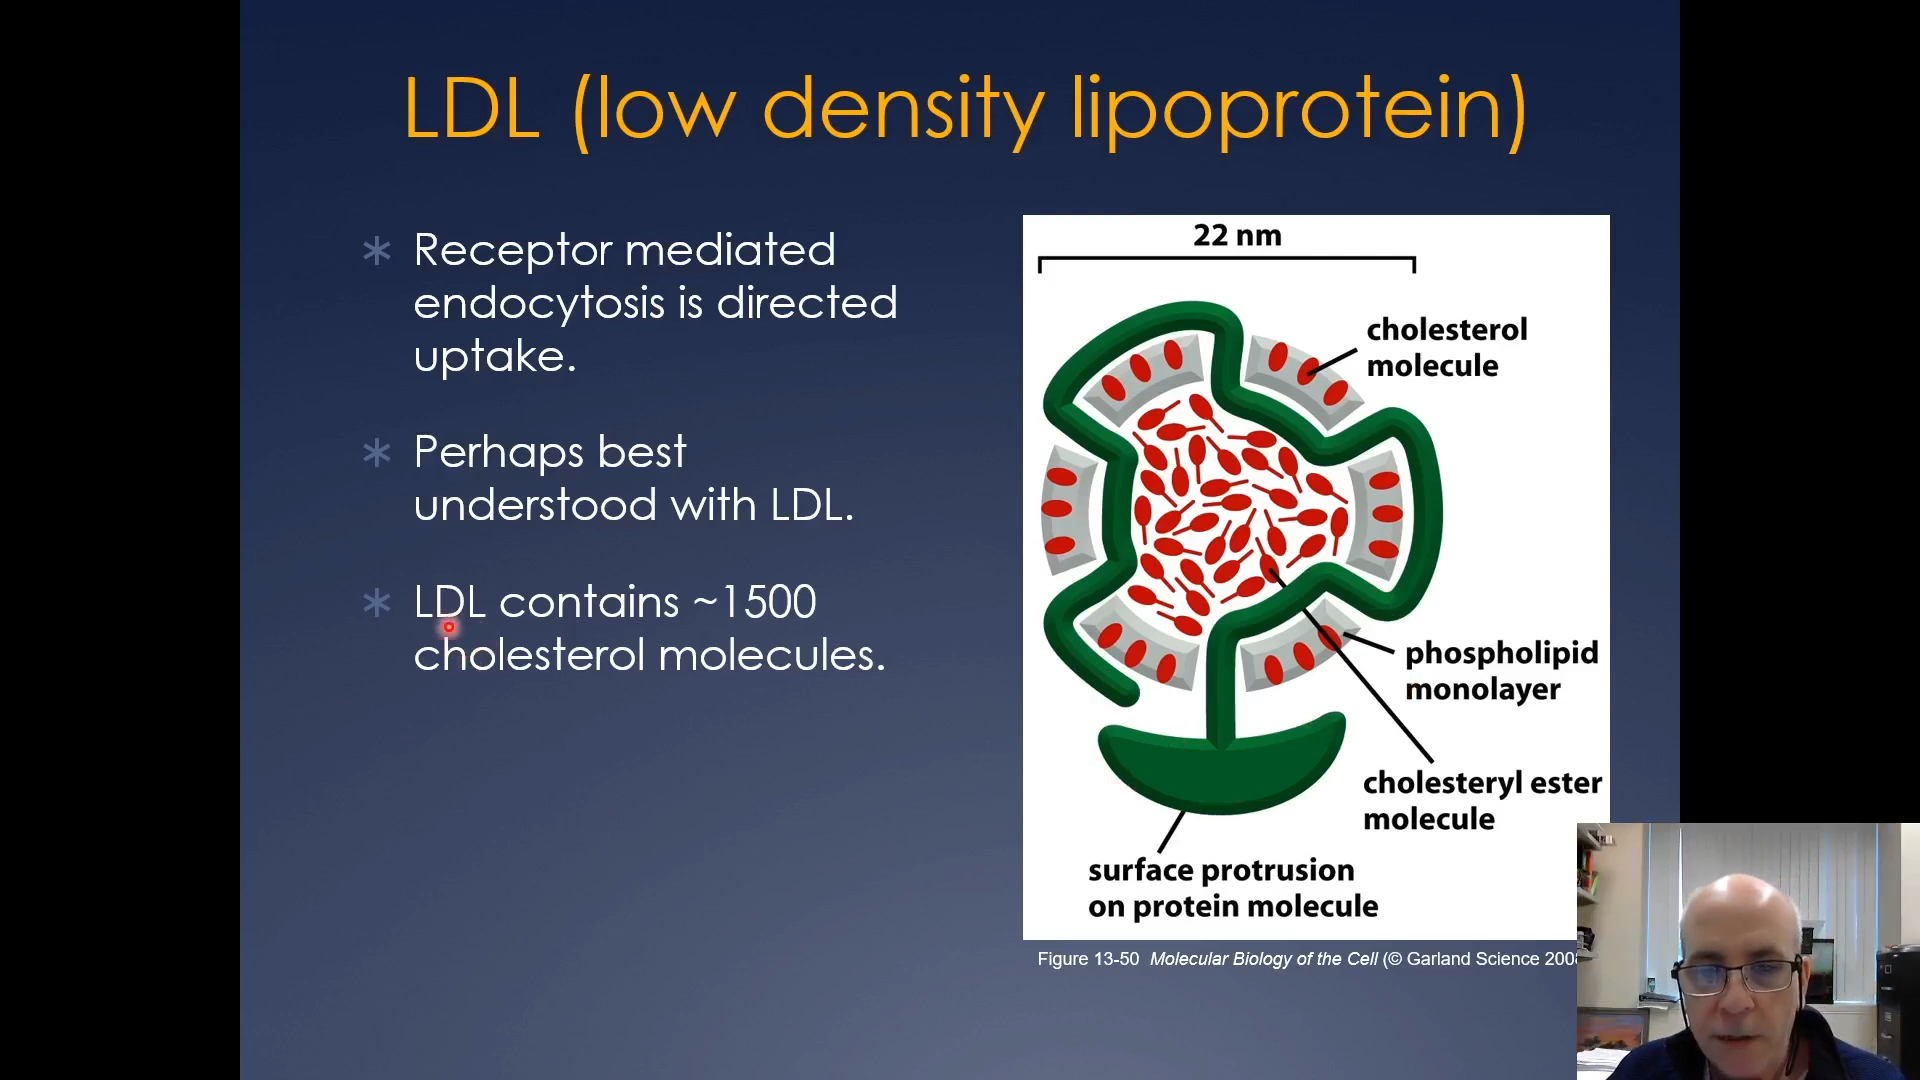 LDL (low density lipoprotein)
Receptor mediated
endocytosis is directed
uptake.
Perhaps best
understood with LDL.
LDL contains ~1500
cholesterol molecules.
22 nm
cholesterol
molecule
phospholipid
monolayer
cholesteryl ester
molecule
surface protrusion
on protein molecule
Figure 13-50 Molecular Biology of the Cell (© Garland Science